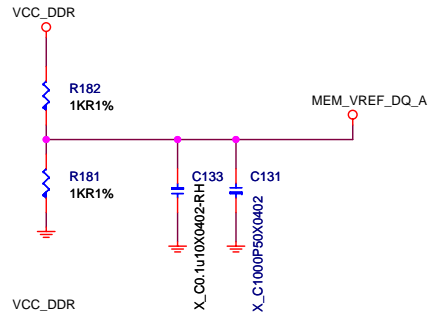 VCC_DDR
R182
1KR1%
MEM_VREF_DQ_A
R181
1KR1%
C133
X_C0.1u10X0402-RH
C131
X_C1000P50X0402
VCC_DDR